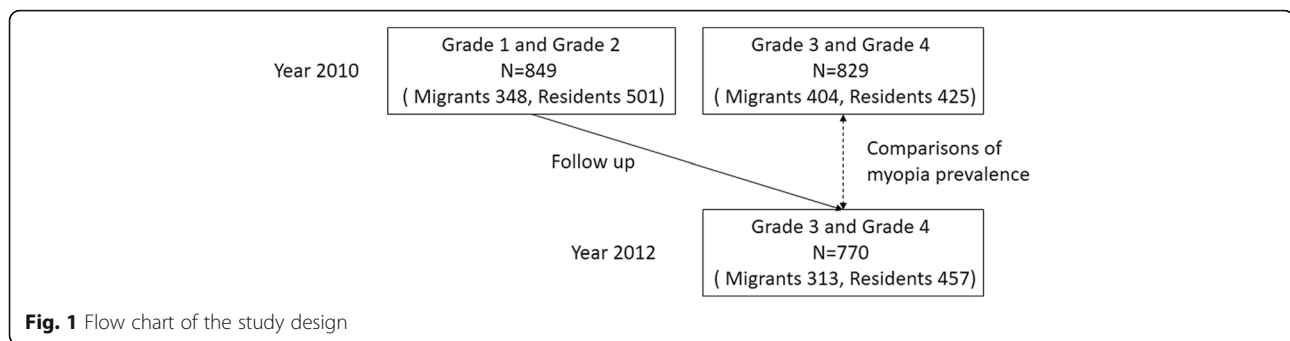 Year 2010
Grade 1 and Grade 2
N=849
( Migrants 348, Residents 501)
Grade 3 and Grade 4
N=829
( Migrants 404, Residents 425)
Follow up
Comparisons of
myopia prevalence
Year 2012
Grade 3 and Grade 4
N=770
( Migrants 313, Residents 457)
Fig. 1 Flow chart of the study design